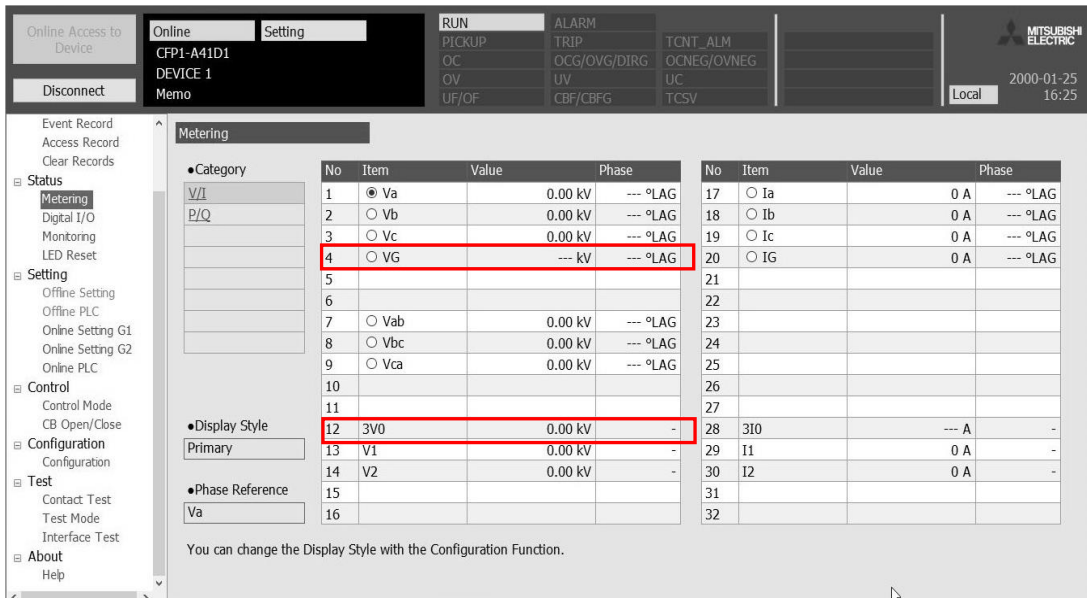 Online Access to
Device
Disconnect
Online Setting
CFP1-A41D1
DEVICE 1
Memo
RUN ALARM
PICKUP TRIP TCNT_ALM
OC OCG/OVG/DIRG OCNEG/OVNEG
OV UV UC
UF/OF CBF/CBFG TCSV
MITSUBISHI
ELECTRIC
2000-01-25
Local 16:25
Event Record
Access Record
Clear Records
Status
Metering
Digital I/O
Monitoring
LED Reset
Setting
Offline Setting
Offline PLC
Online Setting G1
Online Setting G2
Online PLC
Control
Control Mode
CB Open/Close
Configuration
Configuration
Test
Contact Test
Test Mode
Interface Test
About
Help
Metering
●Category
V/I
P/Q
●Display Style
Primary
●Phase Reference
Va
No Item Value Phase
1 Va 0.00 kV --- °LAG
2 Vb 0.00 kV --- °LAG
3 Vc 0.00 kV --- °LAG
4 VG --- kV --- °LAG
5
6
7 Vab 0.00 kV --- °LAG
8 Vbc 0.00 kV --- °LAG
9 Vca 0.00 kV --- °LAG
10
11
12 3V0 0.00 kV -
13 V1 0.00 kV -
14 V2 0.00 kV -
15
16
No Item Value Phase
17 Ia 0 A --- °LAG
18 Ib 0 A --- °LAG
19 Ic 0 A --- °LAG
20 IG 0 A --- °LAG
21
22
23
24
25
26
27
28 3I0 --- A -
29 I1 0 A -
30 I2 0 A -
31
32
You can change the Display Style with the Configuration Function.